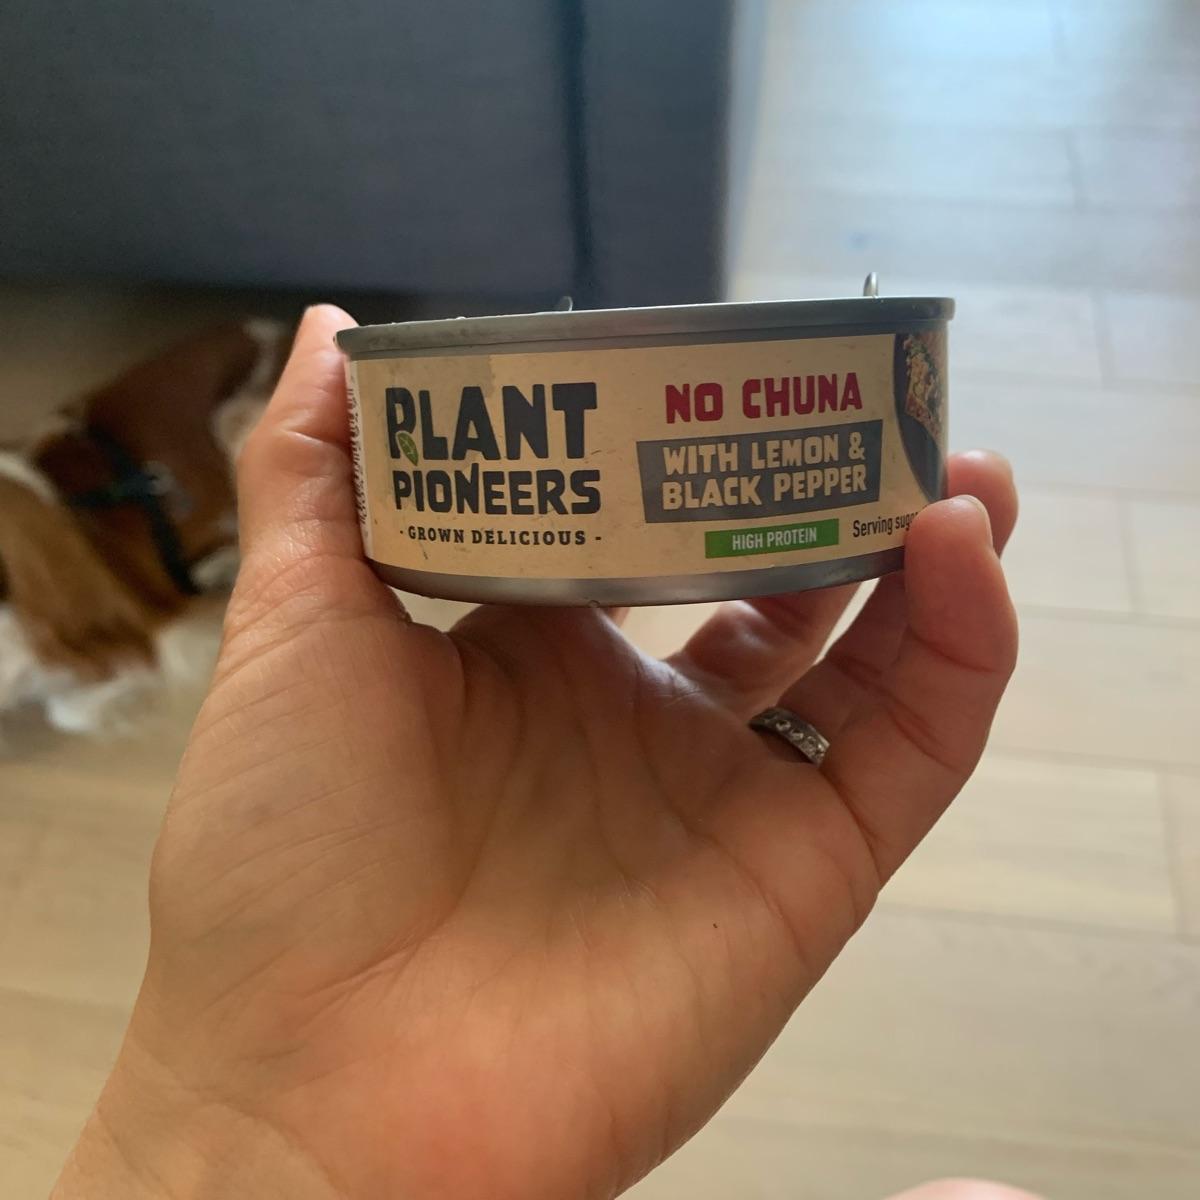 PLANT
PIONEERS
- GROWN DELICIOUS -
NO CHUNA
WITH LEMON &
BLACK PEPPER
HIGH PROTEIN
Serving